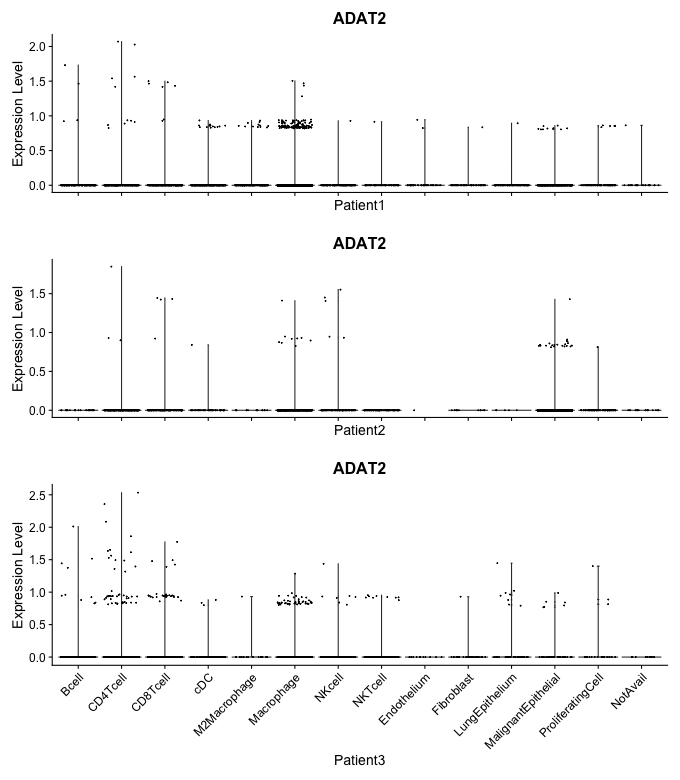 ADAT2
Expression Level
2.0
1.5
1.0
0.5
0.0
Patient1
ADAT2
Expression Level
1.5
1.0
0.5
0.0
Patient2
ADAT2
Expression Level
2.5
2.0
1.5
1.0
0.5
0.0
Bcell
CD4Tcell
CD8Tcell
cDC
M2Macrophage
Macrophage
NKcell
NKTcell
Endothelium
Fibroblast
LungEpithelium
MalignantEpithelial
ProliferatingCell
NotAvail
Patient3